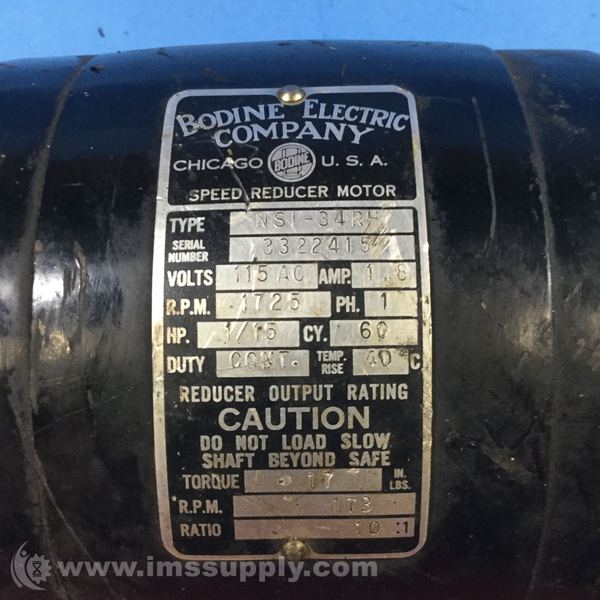 BODINE ELECTRIC
COMPANY
CHICAGO BODINE U. S. A.
SPEED REDUCER MOTOR
TYPE NSI-34RH
SERIAL NUMBER 3322415
VOLTS 115 AC AMP. 1.8
R.P.M. 1725 PH. 1
HP. 1/15 CY. 60
DUTY CONT. TEMP. RISE 40 C
REDUCER OUTPUT RATING
CAUTION
DO NOT LOAD SLOW
SHAFT BEYOND SAFE
TORQUE 17 IN. LBS.
R.P.M. 173
RATIO 10 :1
www.imssupply.com